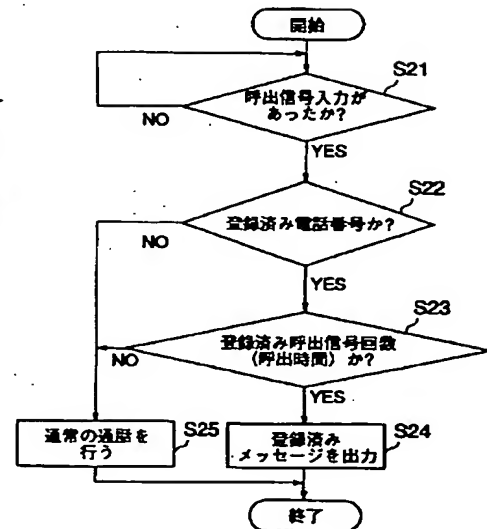 開始
S21
呼出信号入力が
あったか?
NO
YES
S22
登録済み電話番号か?
NO
YES
S23
登録済み呼出信号回数
(呼出時間)か?
NO
YES
通常の通話を
行う
S25
登録済み
メッセージを出力
S24
終了